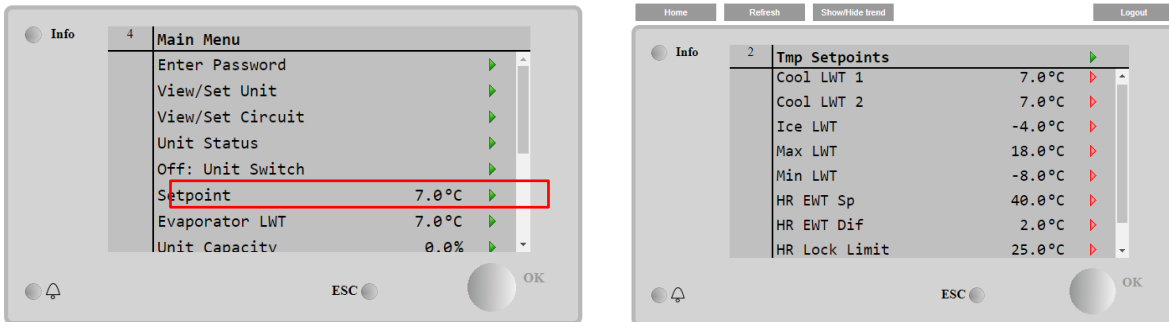 Info
4 Main Menu
Enter Password
View/Set Unit
View/Set Circuit
Unit Status
Off: Unit Switch
Setpoint 7.0°C
Evaporator LWT 7.0°C
Unit Capacity 0.0%
ESC
OK
Home Refresh Show/Hide trend Logout
Info
2 Tmp Setpoints
Cool LWT 1 7.0°C
Cool LWT 2 7.0°C
Ice LWT -4.0°C
Max LWT 18.0°C
Min LWT -8.0°C
HR EWT Sp 40.0°C
HR EWT Dif 2.0°C
HR Lock Limit 25.0°C
ESC
OK